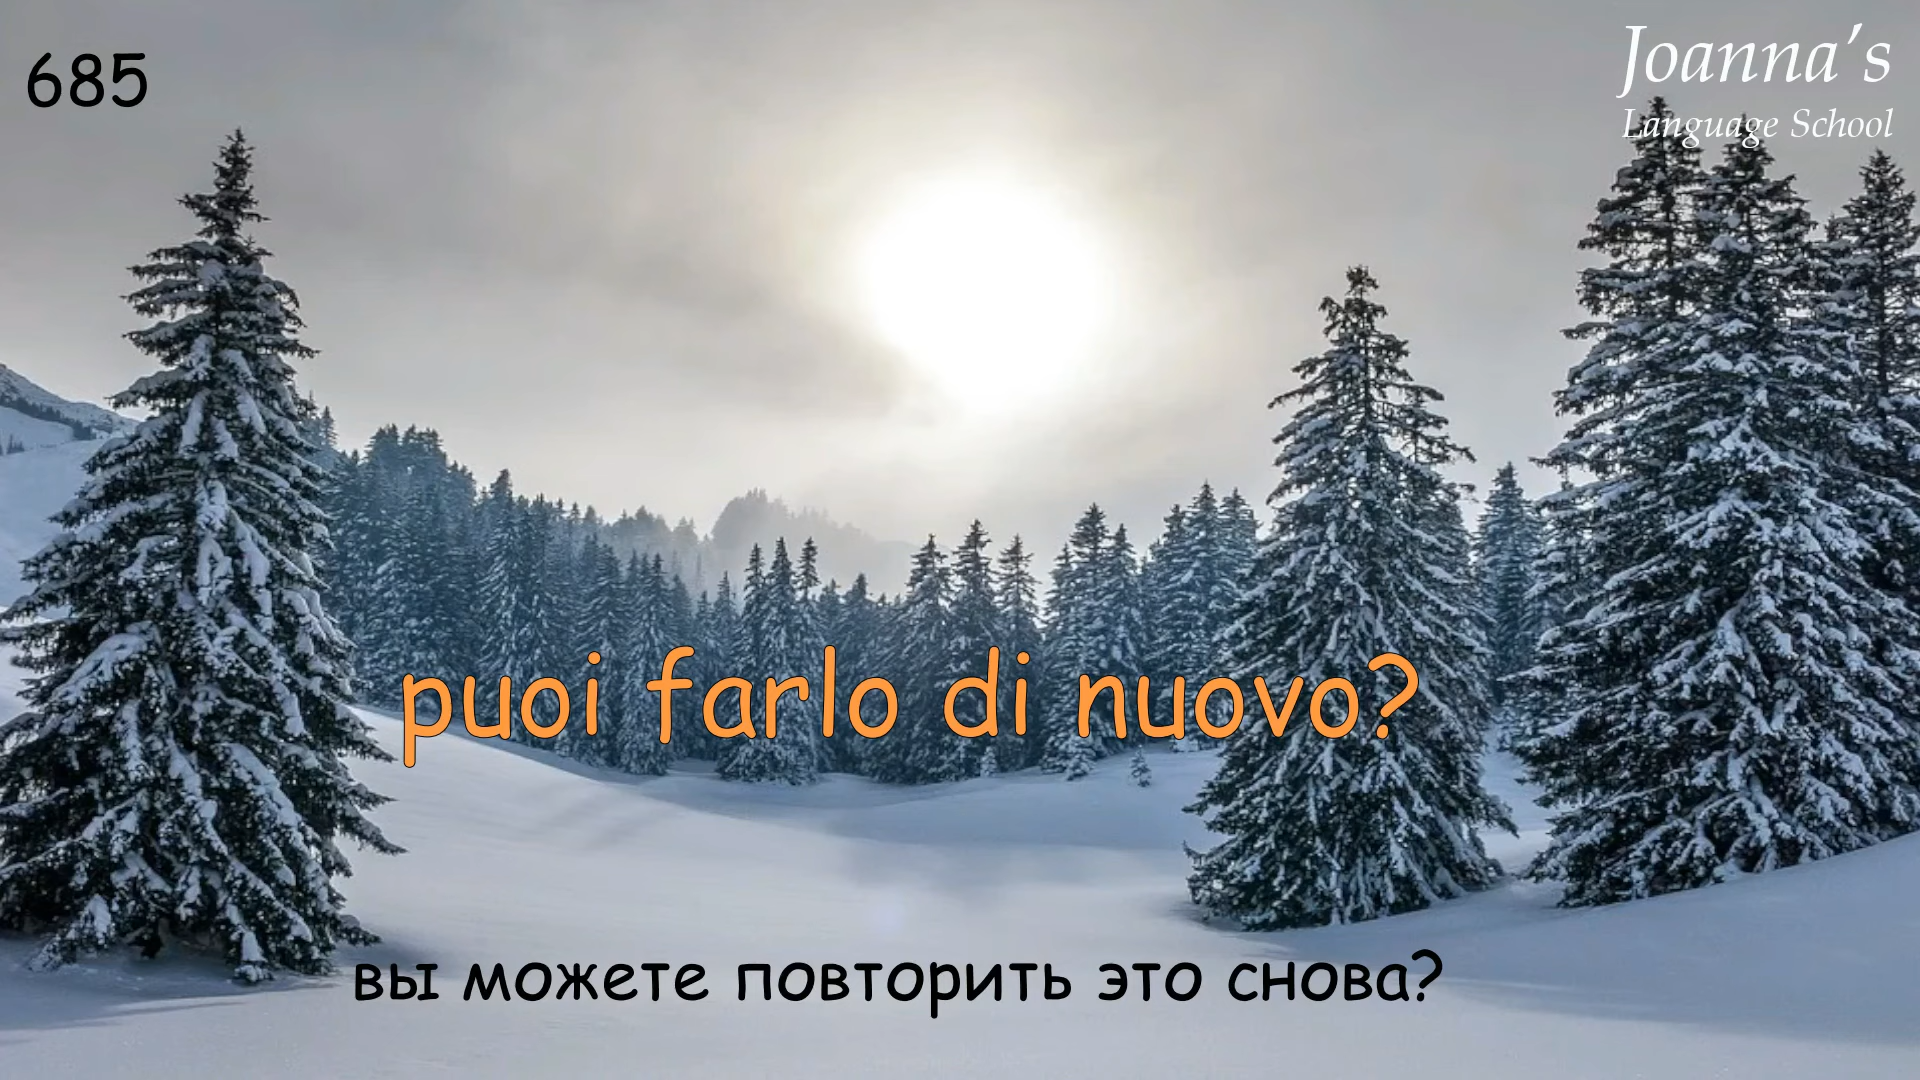 685
Joanna's
Language School
puoi farlo di nuovo?
вы можете повторить это снова?